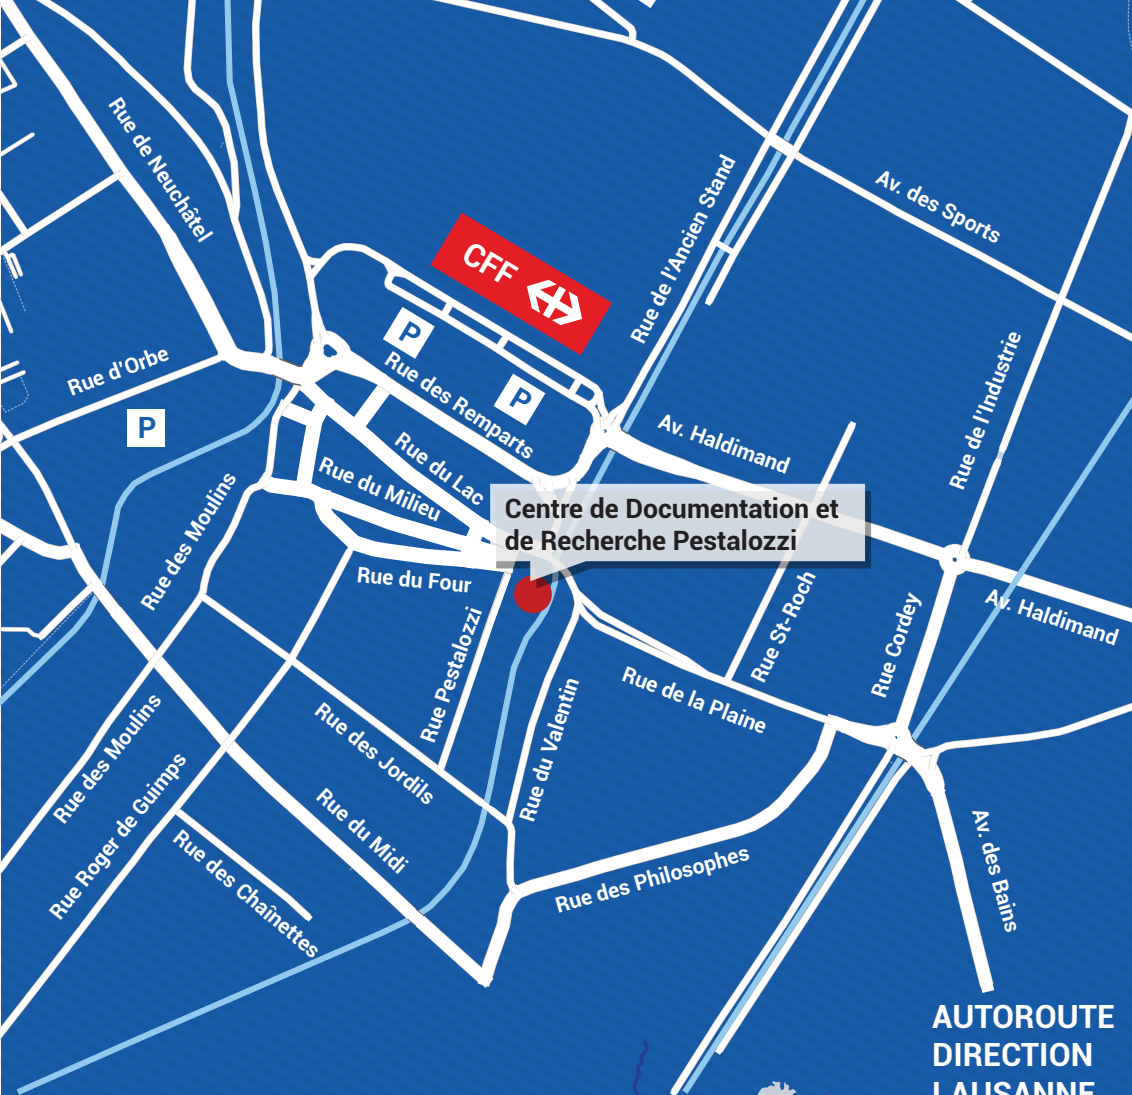 Rue de Neuchâtel
Rue de l'Ancien Stand
Av. des Sports
CFF
P
Rue d'Orbe
Rue des Remparts
P
Rue de l'Industrie
P
Av. Haldimand
Rue du Lac
Rue du Milieu
Rue des Moulins
Centre de Documentation et
de Recherche Pestalozzi
Rue du Four
Rue St-Roch
Rue Cordey
Av. Haldimand
Rue Pestalozzi
Rue de la Plaine
Rue du Valentin
Rue des Moulins
Rue des Jordils
Rue Roger de Guimps
Rue du Midi
Rue des Chaînettes
Rue des Philosophes
Av. des Bains
AUTOROUTE
DIRECTION
LAUSANNE